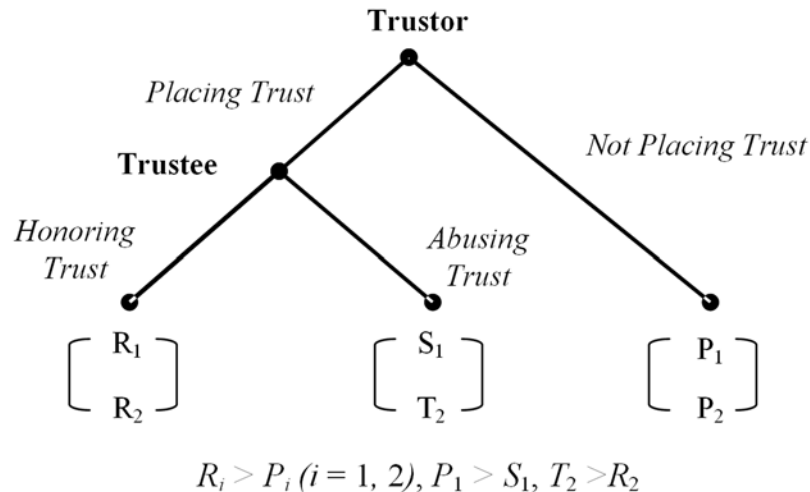 Trustor
Placing Trust
Not Placing Trust
Trustee
Honoring
Trust
Abusing
Trust
R₁
R₂
S₁
T₂
P₁
P₂
Rᵢ > Pᵢ (i = 1, 2), P₁ > S₁, T₂ >R₂